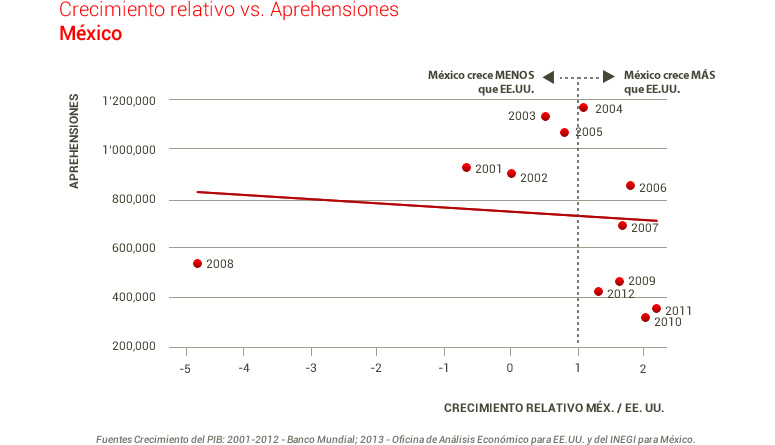 Crecimiento relativo vs. Aprehensiones
México
México crece MENOS
que EE.UU.
México crece MÁS
que EE.UU.
APREHENSIONES
1'200,000
1'000,000
800,000
600,000
400,000
200,000
2003
2004
2005
2001
2002
2006
2007
2008
2009
2012
2011
2010
-5
-4
-3
-2
-1
0
1
2
CRECIMIENTO RELATIVO MÉX. / EE. UU.
Fuentes Crecimiento del PIB: 2001-2012 - Banco Mundial; 2013 - Oficina de Análisis Económico para EE.UU. y del INEGI para México.